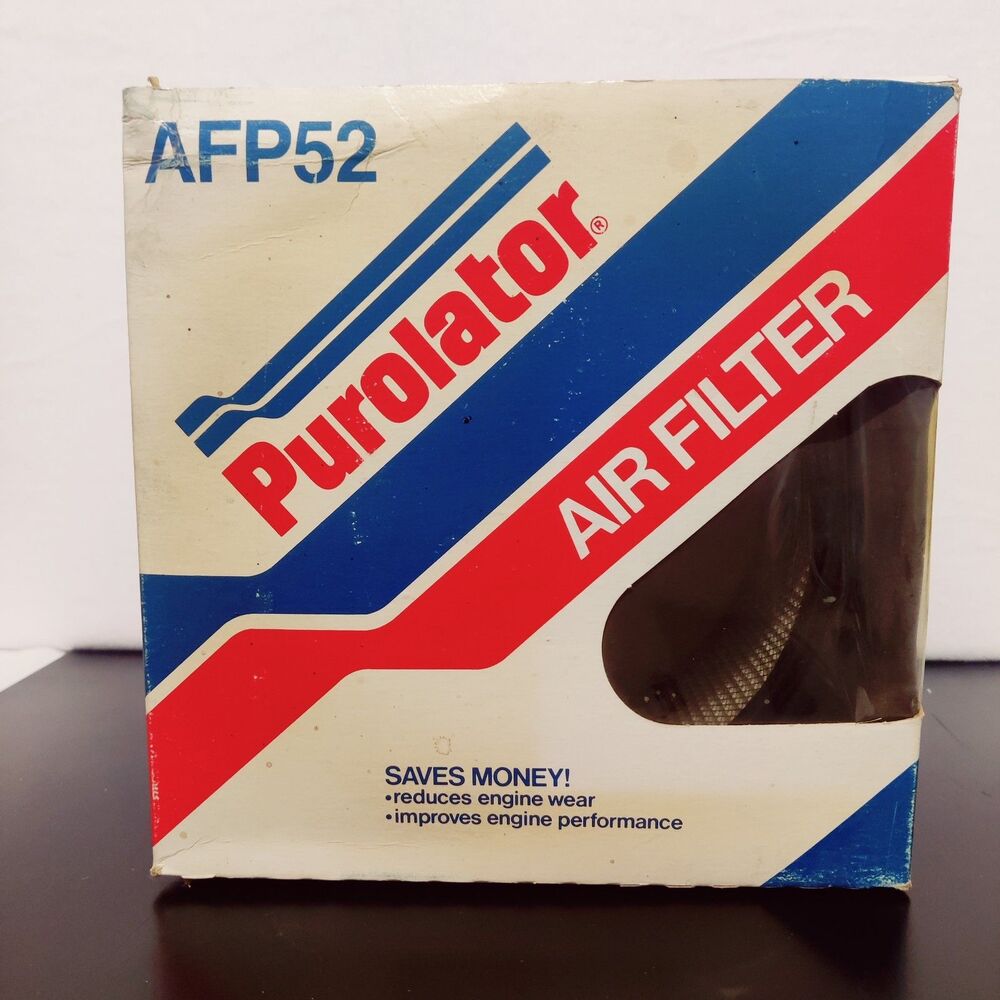 AFP52
Purolator®
AIR FILTER
SAVES MONEY!
•reduces engine wear
•improves engine performance